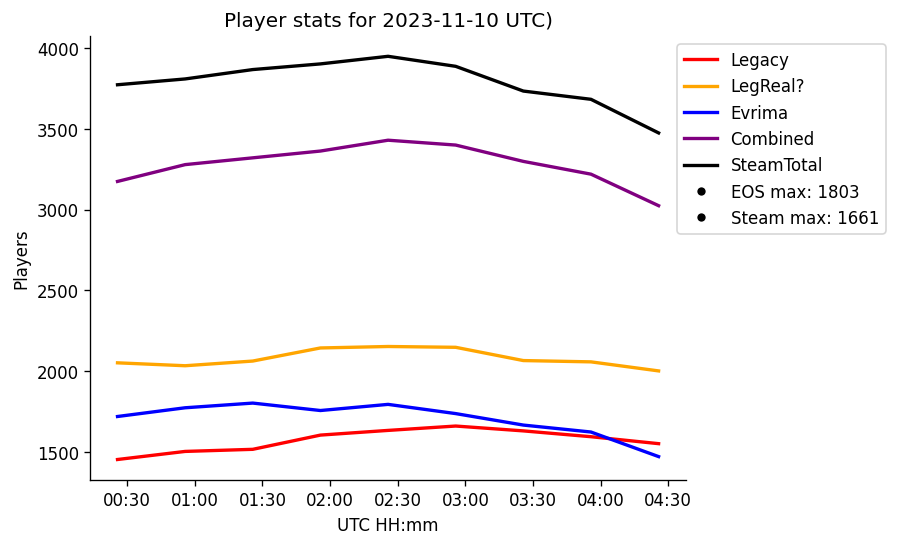 Player stats for 2023-11-10 UTC)
4000
3500
3000
2500
2000
1500
Players
00:30 01:00 01:30 02:00 02:30 03:00 03:30 04:00 04:30
UTC HH:mm
Legacy
LegReal?
Evrima
Combined
SteamTotal
EOS max: 1803
Steam max: 1661